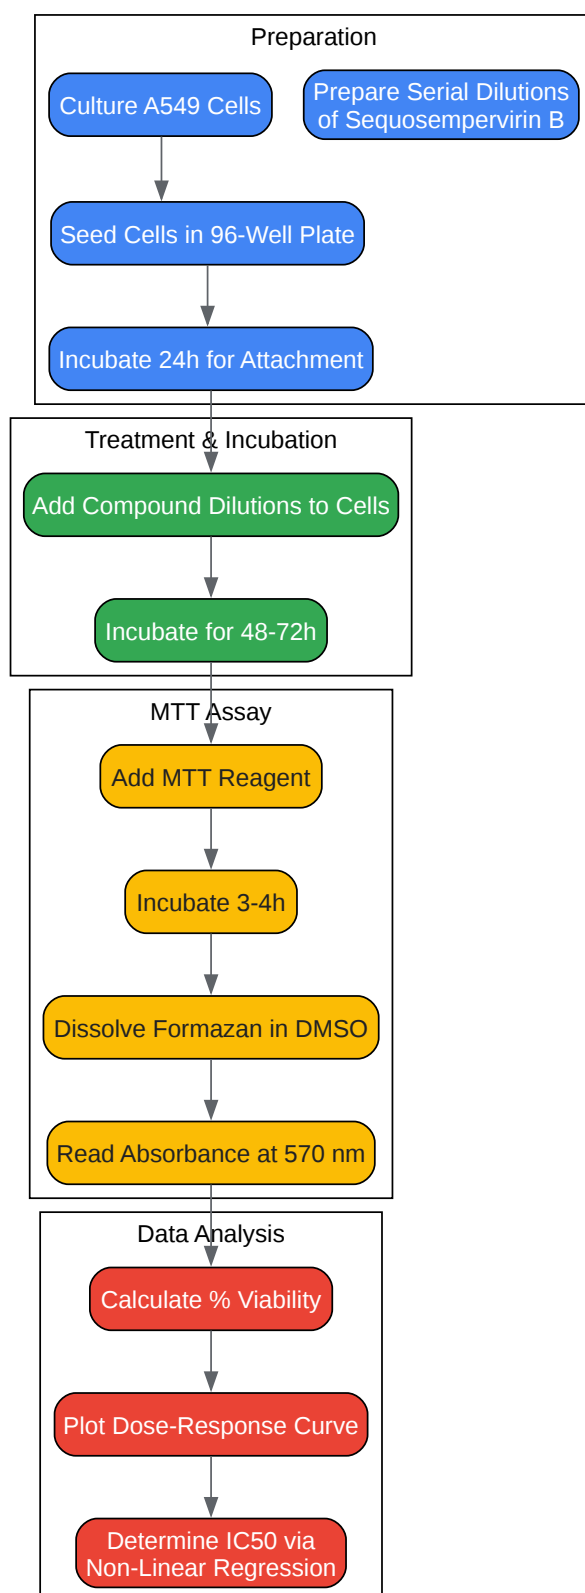 Preparation
Culture A549 Cells
Prepare Serial Dilutions
of Sequosempervirin B
Seed Cells in 96-Well Plate
Incubate 24h for Attachment
Treatment & Incubation
Add Compound Dilutions to Cells
Incubate for 48-72h
MTT Assay
Add MTT Reagent
Incubate 3-4h
Dissolve Formazan in DMSO
Read Absorbance at 570 nm
Data Analysis
Calculate % Viability
Plot Dose-Response Curve
Determine IC50 via
Non-Linear Regression